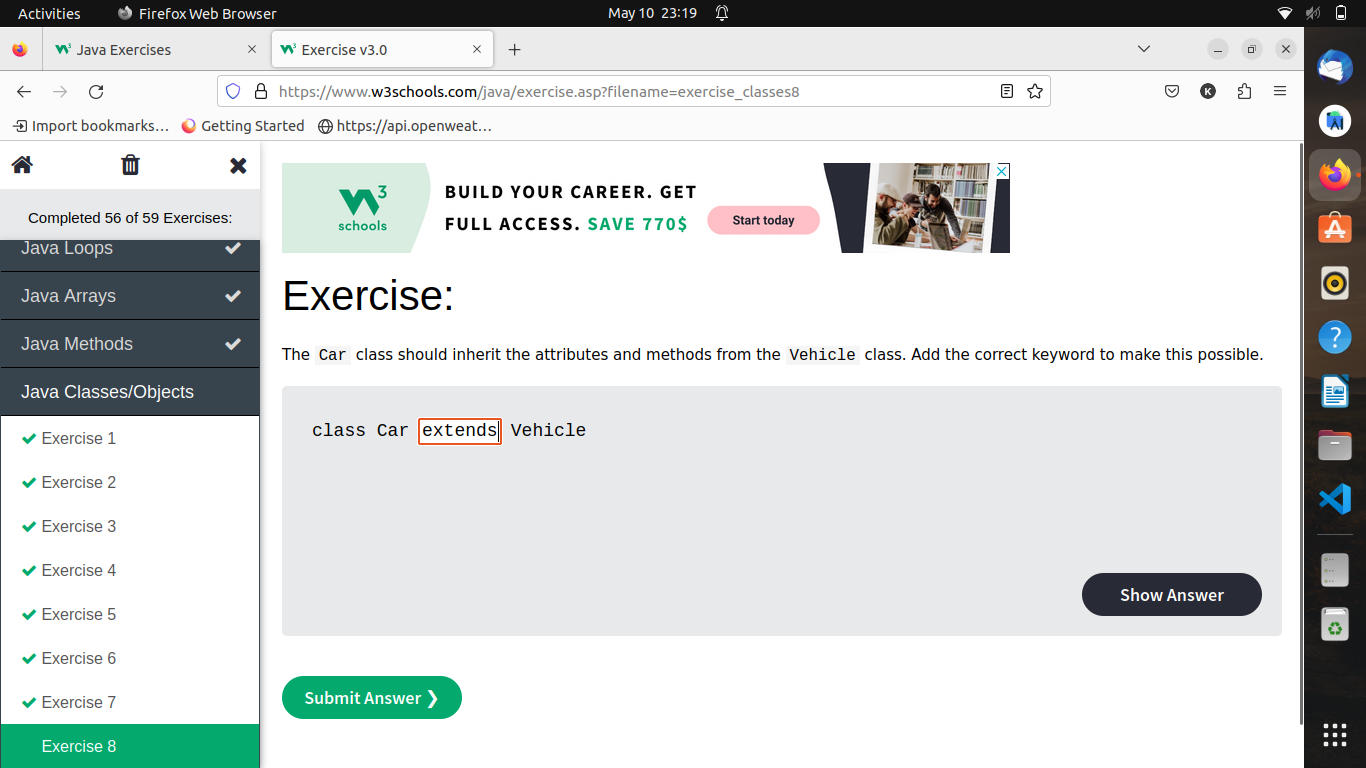 Activities Firefox Web Browser May 10 23:19
Java Exercises Exercise v3.0
https://www.w3schools.com/java/exercise.asp?filename=exercise_classes8 K
Import bookmarks… Getting Started https://api.openweat…
Completed 56 of 59 Exercises:
Java Loops
Java Arrays
Java Methods
Java Classes/Objects
Exercise 1
Exercise 2
Exercise 3
Exercise 4
Exercise 5
Exercise 6
Exercise 7
Exercise 8
W3
schools
BUILD YOUR CAREER. GET
FULL ACCESS. SAVE 770$
Start today
Exercise:
The Car class should inherit the attributes and methods from the Vehicle class. Add the correct keyword to make this possible.
class Car extends Vehicle
Show Answer
Submit Answer ❯